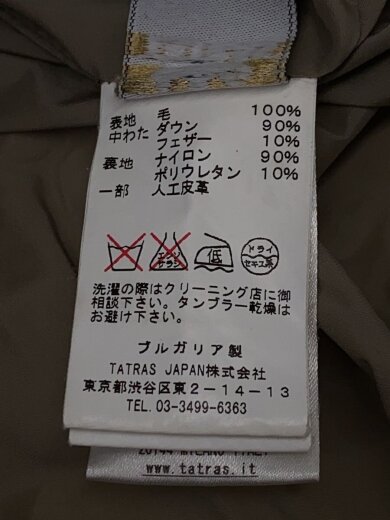 表地 毛 100%
中わた ダウン 90%
フェザー 10%
裏地 ナイロン 90%
ポリウレタン 10%
一部 人工皮革
エンソ
サラシ
低
ドライ
セキユ系
洗濯の際はクリーニング店に御
相談下さい。タンブラー乾燥は
お避け下さい。
ブルガリア製
TATRAS JAPAN株式会社
東京都渋谷区東2-14-13
TEL.03-3499-6363
20144 MILANO ITALY
www.tatras.it